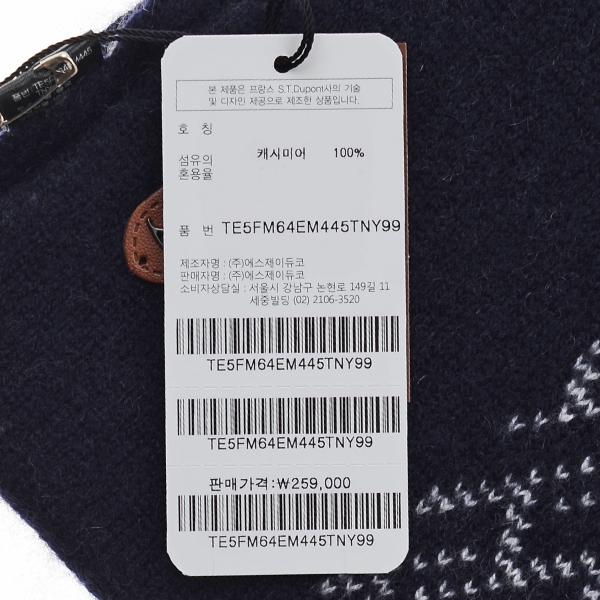 본 제품은 프랑스 S.T.Dupont사의 기술
및 디자인 제공으로 제조한 상품입니다.
호 칭
섬유의 혼용율 캐시미어 100%
품 번 TE5FM64EM445TNY99
제조자명 : (주)에스제이듀코
판매자명 : (주)에스제이듀코
소비자상담실 : 서울시 강남구 논현로 149길 11
세중빌딩 (02) 2106-3520
TE5FM64EM445TNY99
TE5FM64EM445TNY99
판매가격:₩259,000
TE5FM64EM445TNY99